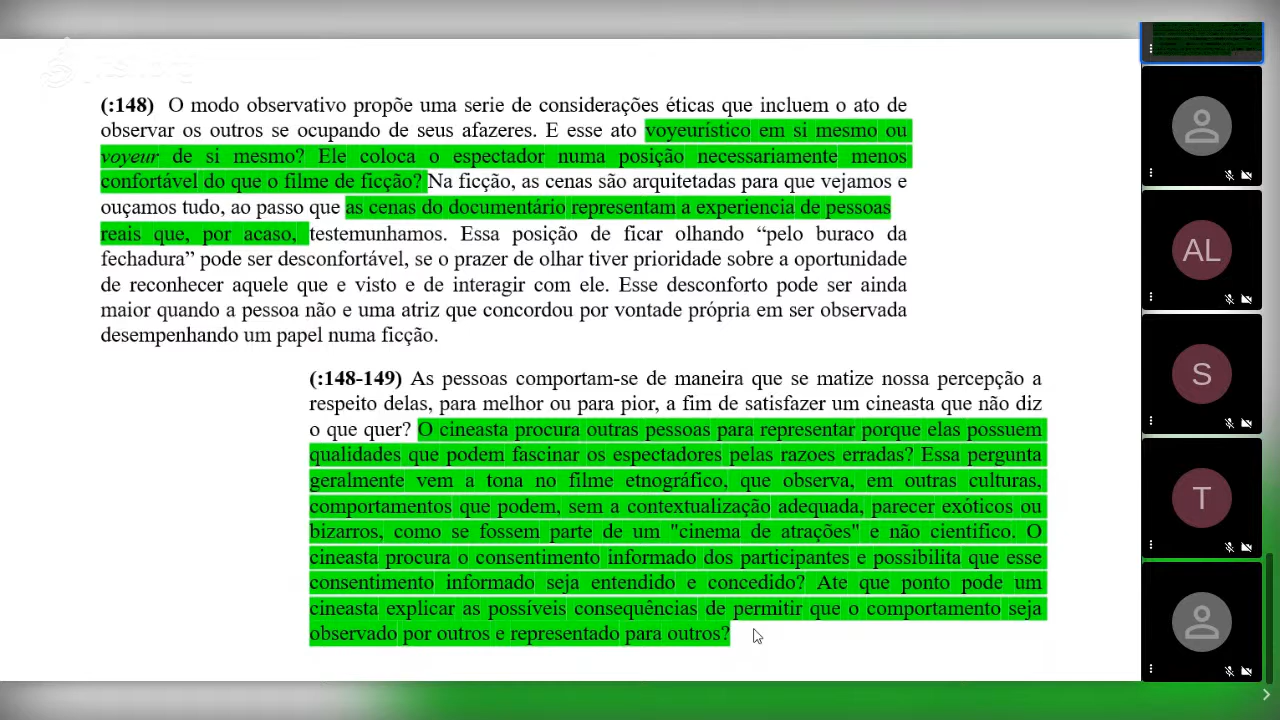 (:148) O modo observativo propõe uma serie de considerações éticas que incluem o ato de
observar os outros se ocupando de seus afazeres. E esse ato voyeurístico em si mesmo ou
voyeur de si mesmo? Ele coloca o espectador numa posição necessariamente menos
confortável do que o filme de ficção? Na ficção, as cenas são arquitetadas para que vejamos e
ouçamos tudo, ao passo que as cenas do documentário representam a experiencia de pessoas
reais que, por acaso, testemunhamos. Essa posição de ficar olhando “pelo buraco da
fechadura” pode ser desconfortável, se o prazer de olhar tiver prioridade sobre a oportunidade
de reconhecer aquele que e visto e de interagir com ele. Esse desconforto pode ser ainda
maior quando a pessoa não e uma atriz que concordou por vontade própria em ser observada
desempenhando um papel numa ficção.
(:148-149) As pessoas comportam-se de maneira que se matize nossa percepção a
respeito delas, para melhor ou para pior, a fim de satisfazer um cineasta que não diz
o que quer? O cineasta procura outras pessoas para representar porque elas possuem
qualidades que podem fascinar os espectadores pelas razoes erradas? Essa pergunta
geralmente vem a tona no filme etnográfico, que observa, em outras culturas,
comportamentos que podem, sem a contextualização adequada, parecer exóticos ou
bizarros, como se fossem parte de um "cinema de atrações" e não cientifico. O
cineasta procura o consentimento informado dos participantes e possibilita que esse
consentimento informado seja entendido e concedido? Ate que ponto pode um
cineasta explicar as possíveis consequências de permitir que o comportamento seja
observado por outros e representado para outros?
AL
S
T